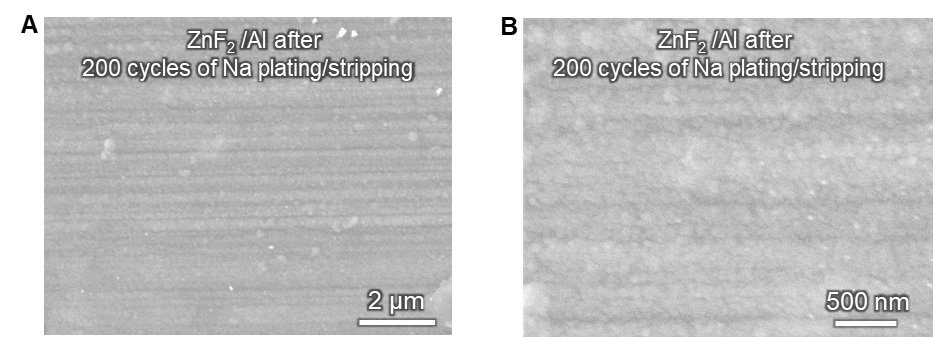 A
ZnF₂ /Al after
200 cycles of Na plating/stripping
2 μm
B
ZnF₂ /Al after
200 cycles of Na plating/stripping
500 nm